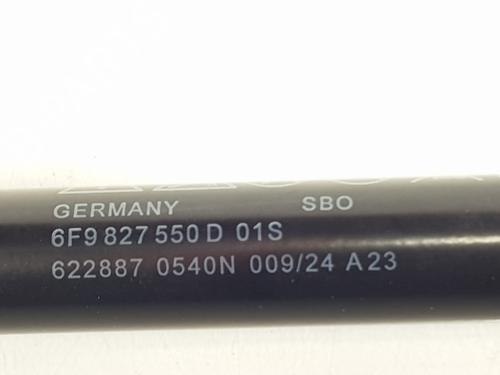 GERMANY SBO
6F9 827 550 D 01S
622887 0540N 009/24 A23